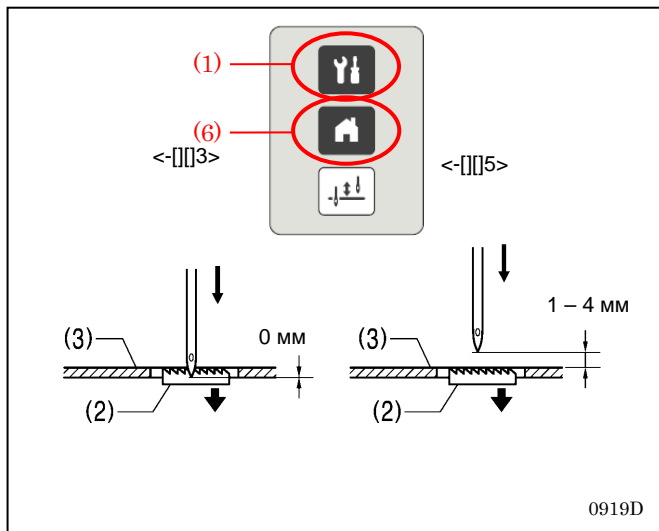 (1)
(6)
<-[][]3>
<-[][]5>
1 – 4 мм
(3)
0 мм
(3)
(2)
(2)
0919D